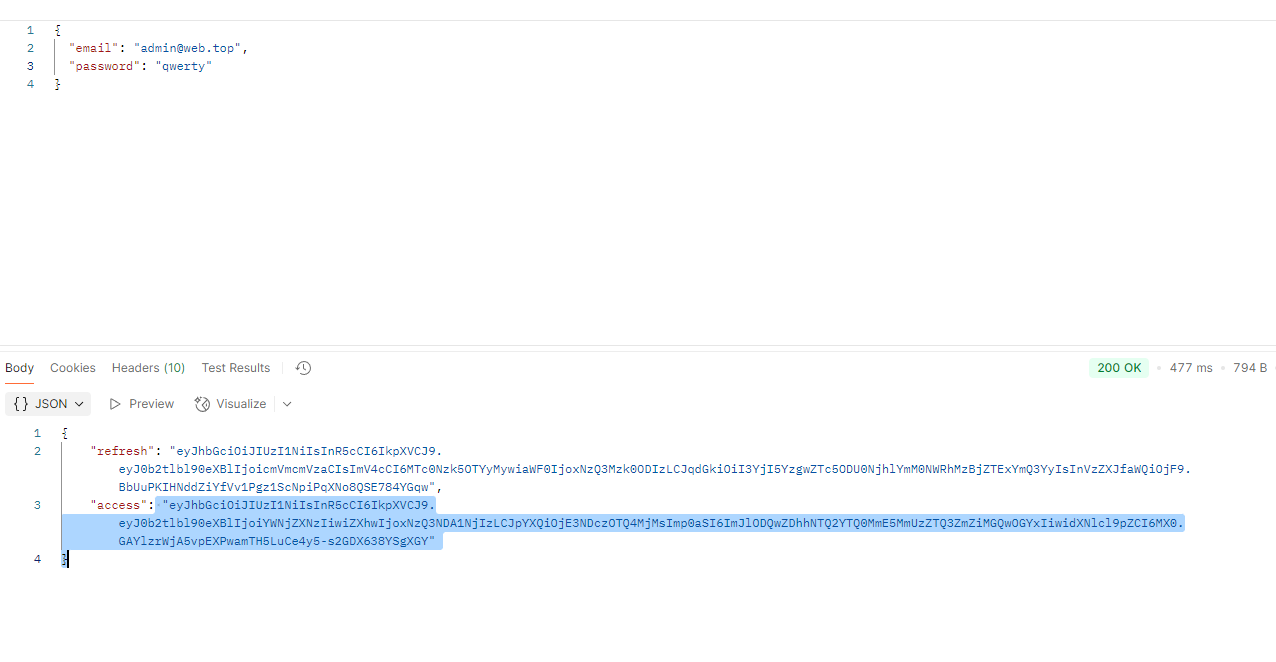 1 {
2 "email": "admin@web.top",
3 "password": "qwerty"
4 }
Body Cookies Headers (10) Test Results 200 OK • 477 ms • 794 B
{} JSON Preview Visualize
1 {
2 "refresh": "eyJhbGciOiJIUzI1NiIsInR5cCI6IkpXVCJ9.
eyJ0b2tlbl90eXBlIjoicmVmcmVzaCIsImV4cCI6MTc0Nzk5OTYyMywiaWF0IjoxNzQ3Mzk0ODIzLCJqdGkiOiI3YjI5YzgwZTc5ODU0NjhlYmM0NWRhMzBjZTExYmQ3YyIsInVzZXJfaWQiOjF9.
BbUuPKIHNddZiYfVv1Pgz1ScNpiPqXNo8QSE784YGqw",
3 "access": "eyJhbGciOiJIUzI1NiIsInR5cCI6IkpXVCJ9.
eyJ0b2tlbl90eXBlIjoiYWNjZXNzIiwiZXhwIjoxNzQ3NDA1NjIzLCJpYXQiOjE3NDczOTQ4MjMsImp0aSI6ImJlODQwZDhhNTQ2YTQ0MmE5MmUzZTQ3ZmZiMGQwOGYxIiwidXNlcl9pZCI6MX0.
GAYlzrWjA5vpEXPwamTH5LuCe4y5-s2GDX638YSgXGY"
4 }